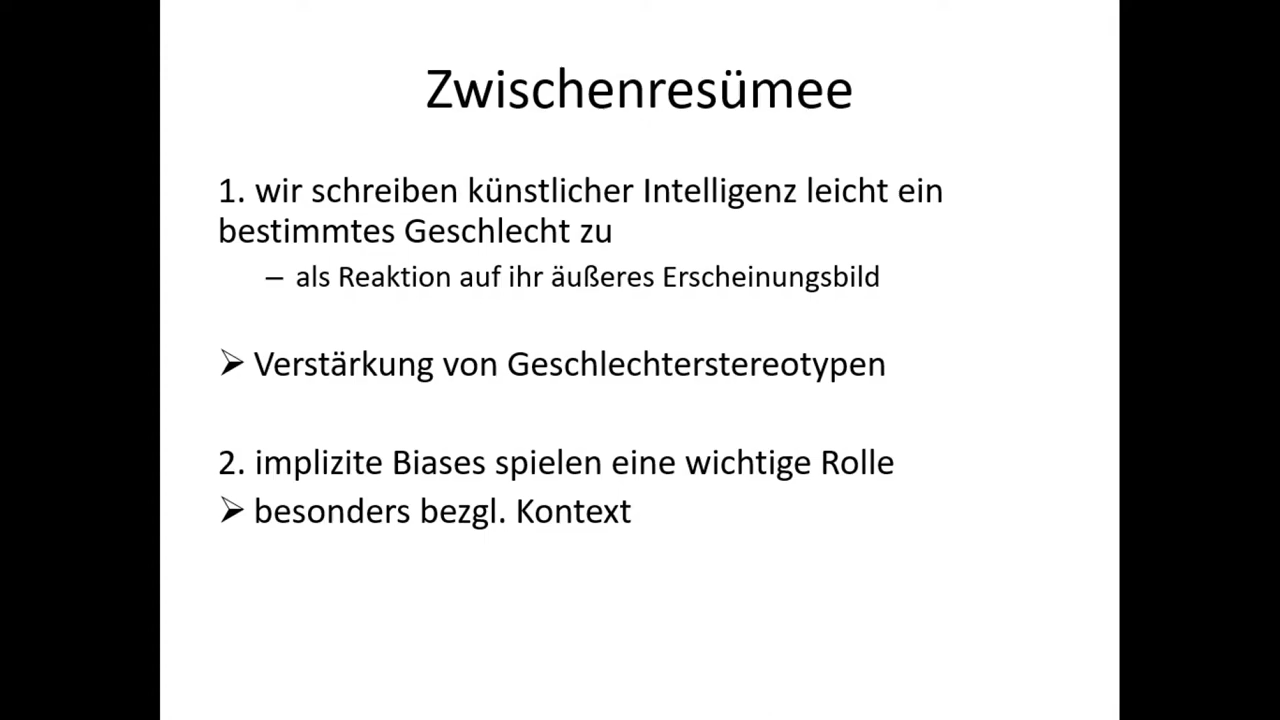 Zwischenresümee
1. wir schreiben künstlicher Intelligenz leicht ein
bestimmtes Geschlecht zu
– als Reaktion auf ihr äußeres Erscheinungsbild
➢ Verstärkung von Geschlechterstereotypen
2. implizite Biases spielen eine wichtige Rolle
➢ besonders bezgl. Kontext